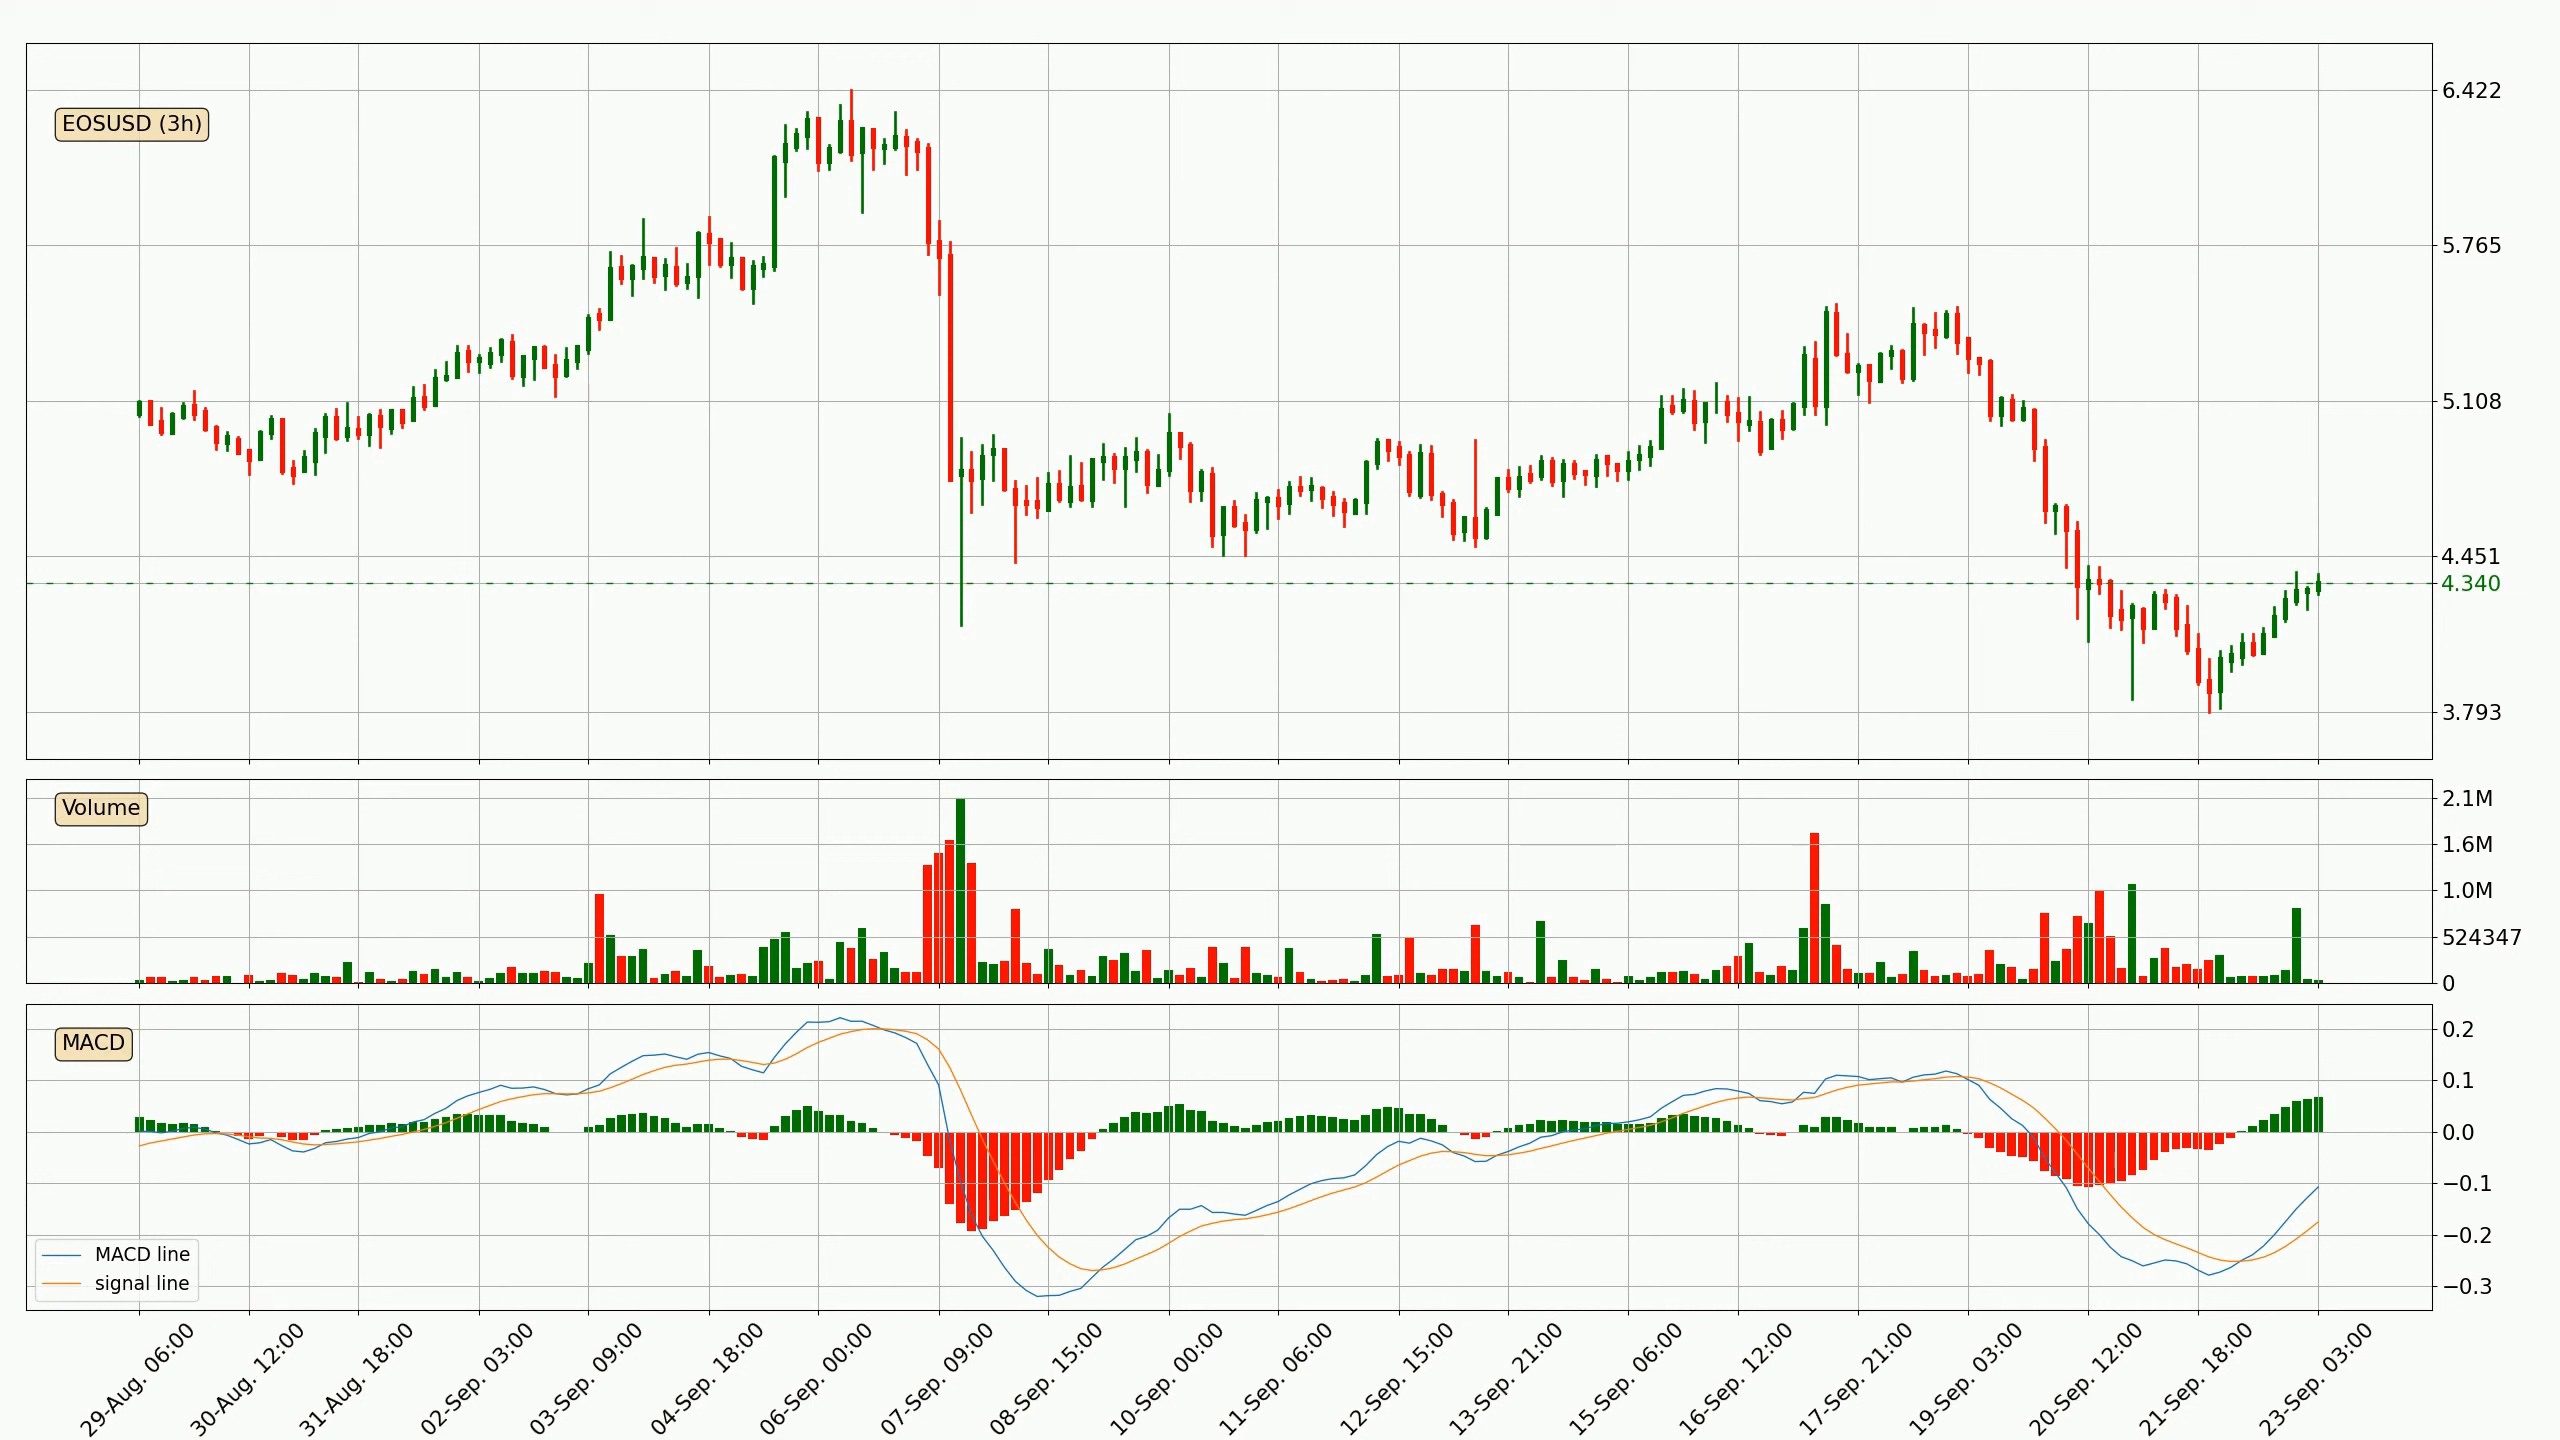 EOSUSD (3h)
6.422
5.765
5.108
4.451
4.340
3.793
Volume
2.1M
1.6M
1.0M
524347
0
MACD
0.2
0.1
0.0
−0.1
−0.2
−0.3
MACD line
signal line
29-Aug. 06:00
30-Aug. 12:00
31-Aug. 18:00
02-Sep. 03:00
03-Sep. 09:00
04-Sep. 18:00
06-Sep. 00:00
07-Sep. 09:00
08-Sep. 15:00
10-Sep. 00:00
11-Sep. 06:00
12-Sep. 15:00
13-Sep. 21:00
15-Sep. 06:00
16-Sep. 12:00
17-Sep. 21:00
19-Sep. 03:00
20-Sep. 12:00
21-Sep. 18:00
23-Sep. 03:00